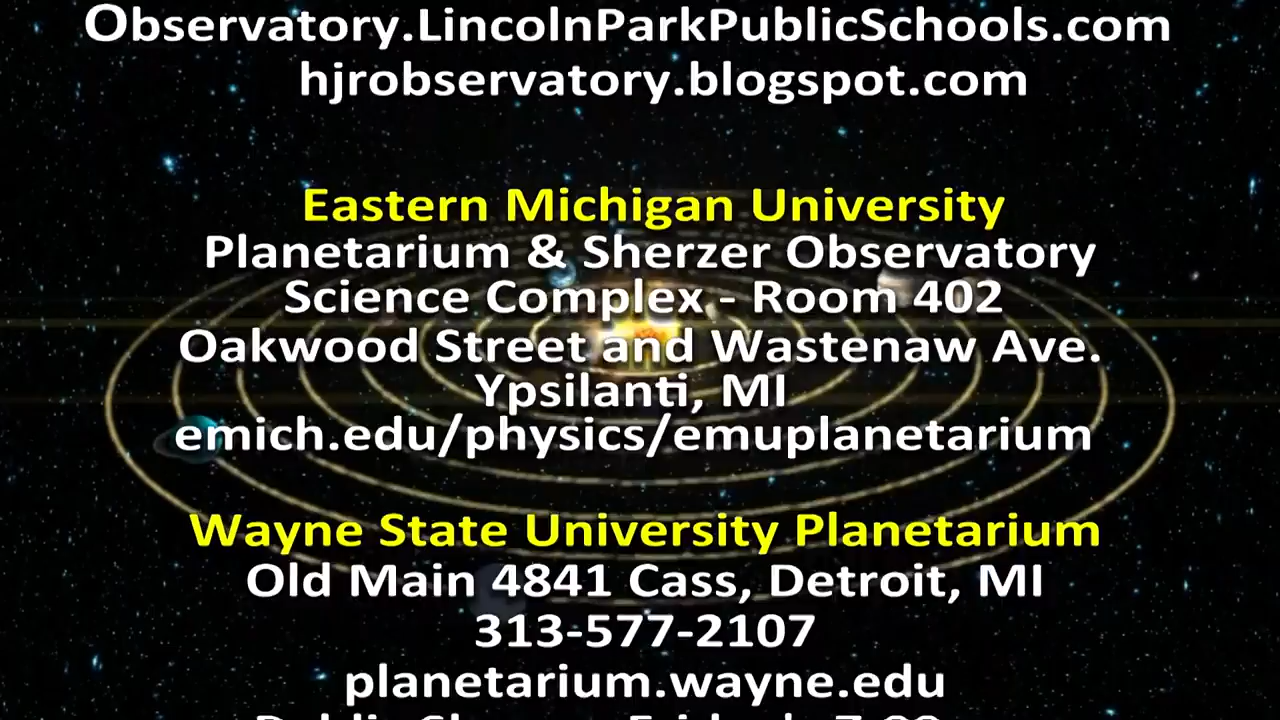 Observatory.LincolnParkPublicSchools.com
hjrobservatory.blogspot.com
Eastern Michigan University
Planetarium & Sherzer Observatory
Science Complex - Room 402
Oakwood Street and Wastenaw Ave.
Ypsilanti, MI
emich.edu/physics/emuplanetarium
Wayne State University Planetarium
Old Main 4841 Cass, Detroit, MI
313-577-2107
planetarium.wayne.edu